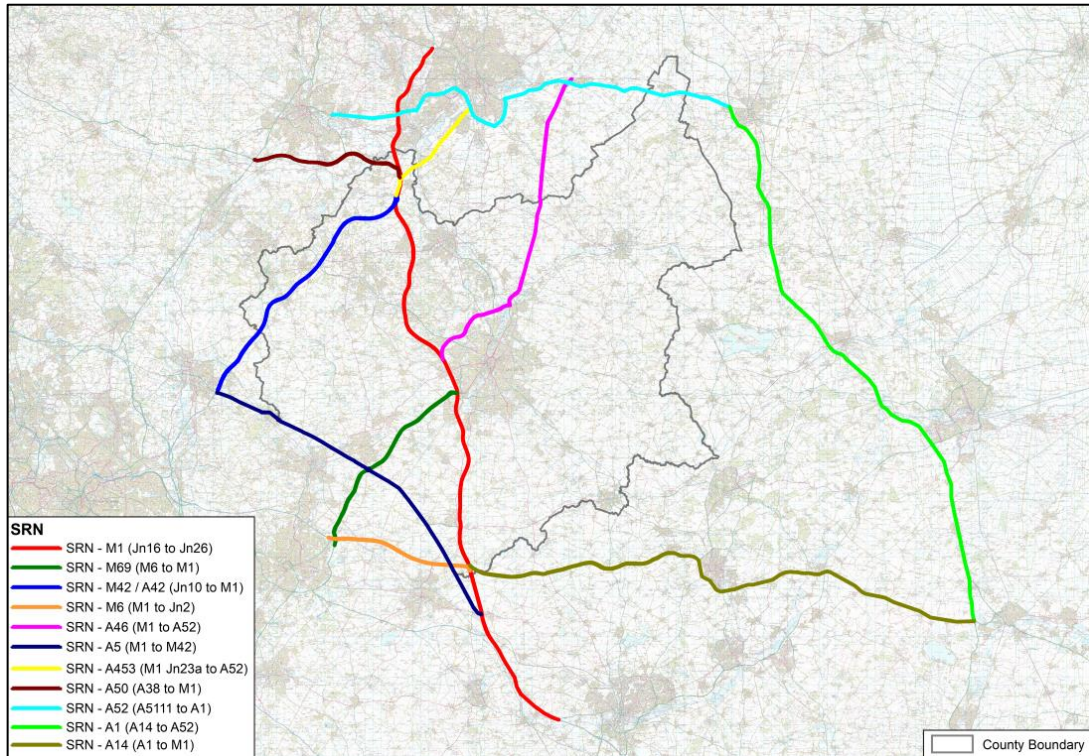 SRN
SRN - M1 (Jn16 to Jn26)
SRN - M69 (M6 to M1)
SRN - M42 / A42 (Jn10 to M1)
SRN - M6 (M1 to Jn2)
SRN - A46 (M1 to A52)
SRN - A5 (M1 to M42)
SRN - A453 (M1 Jn23a to A52)
SRN - A50 (A38 to M1)
SRN - A52 (A5111 to A1)
SRN - A1 (A14 to A52)
SRN - A14 (A1 to M1)
County Boundary